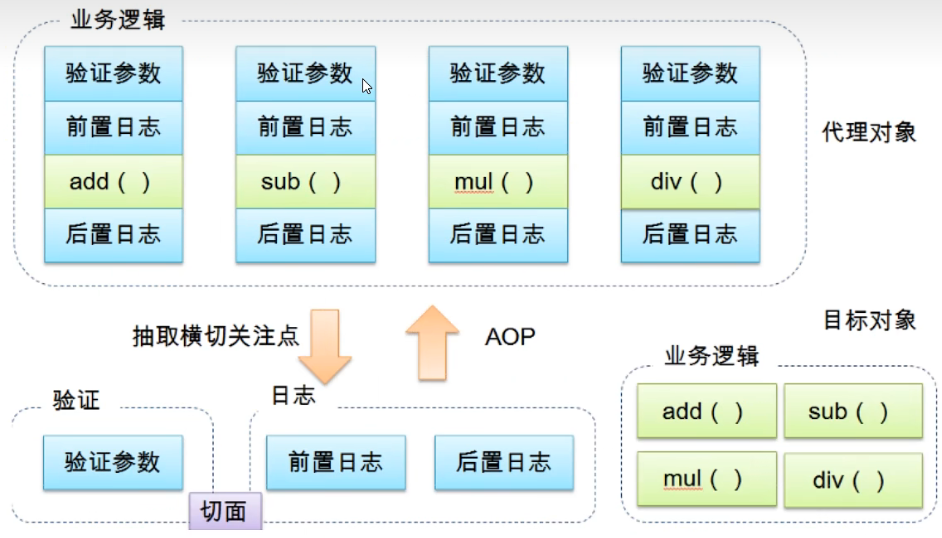 业务逻辑
验证参数 验证参数 验证参数 验证参数
前置日志 前置日志 前置日志 前置日志
代理对象
add（ ） sub（ ） mul（ ） div（ ）
后置日志 后置日志 后置日志 后置日志
抽取横切关注点
AOP
目标对象
业务逻辑
add（ ） sub（ ）
mul（ ） div（ ）
验证
验证参数
日志
前置日志 后置日志
切面